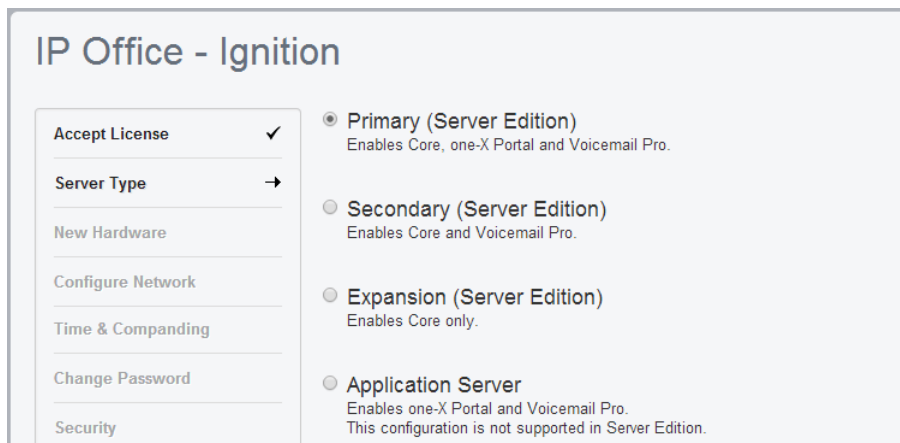 IP Office - Ignition
Accept License
Server Type
New Hardware
Configure Network
Time & Companding
Change Password
Security
Primary (Server Edition)
Enables Core, one-X Portal and Voicemail Pro.
Secondary (Server Edition)
Enables Core and Voicemail Pro.
Expansion (Server Edition)
Enables Core only.
Application Server
Enables one-X Portal and Voicemail Pro.
This configuration is not supported in Server Edition.